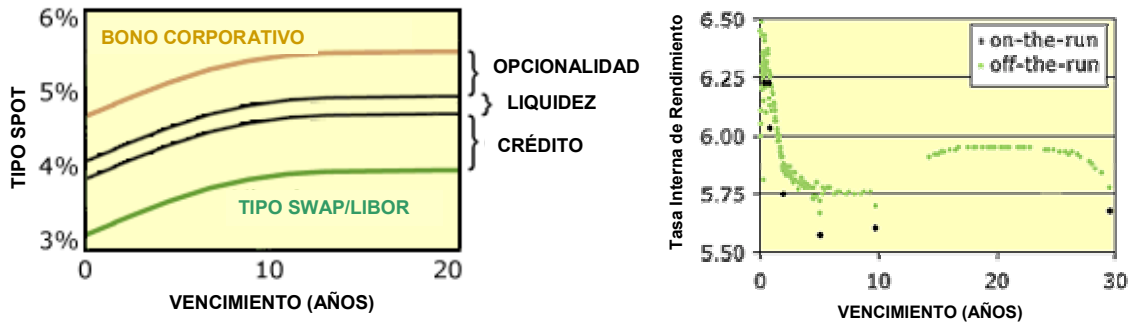 6%
5%
4%
3%
TIPO SPOT
BONO CORPORATIVO
TIPO SWAP/LIBOR
OPCIONALIDAD
LIQUIDEZ
CRÉDITO
0
10
20
VENCIMIENTO (AÑOS)
Tasa Interna de Rendimiento
6.50
6.25
6.00
5.75
5.50
on-the-run
off-the-run
0
10
20
30
VENCIMIENTO (AÑOS)